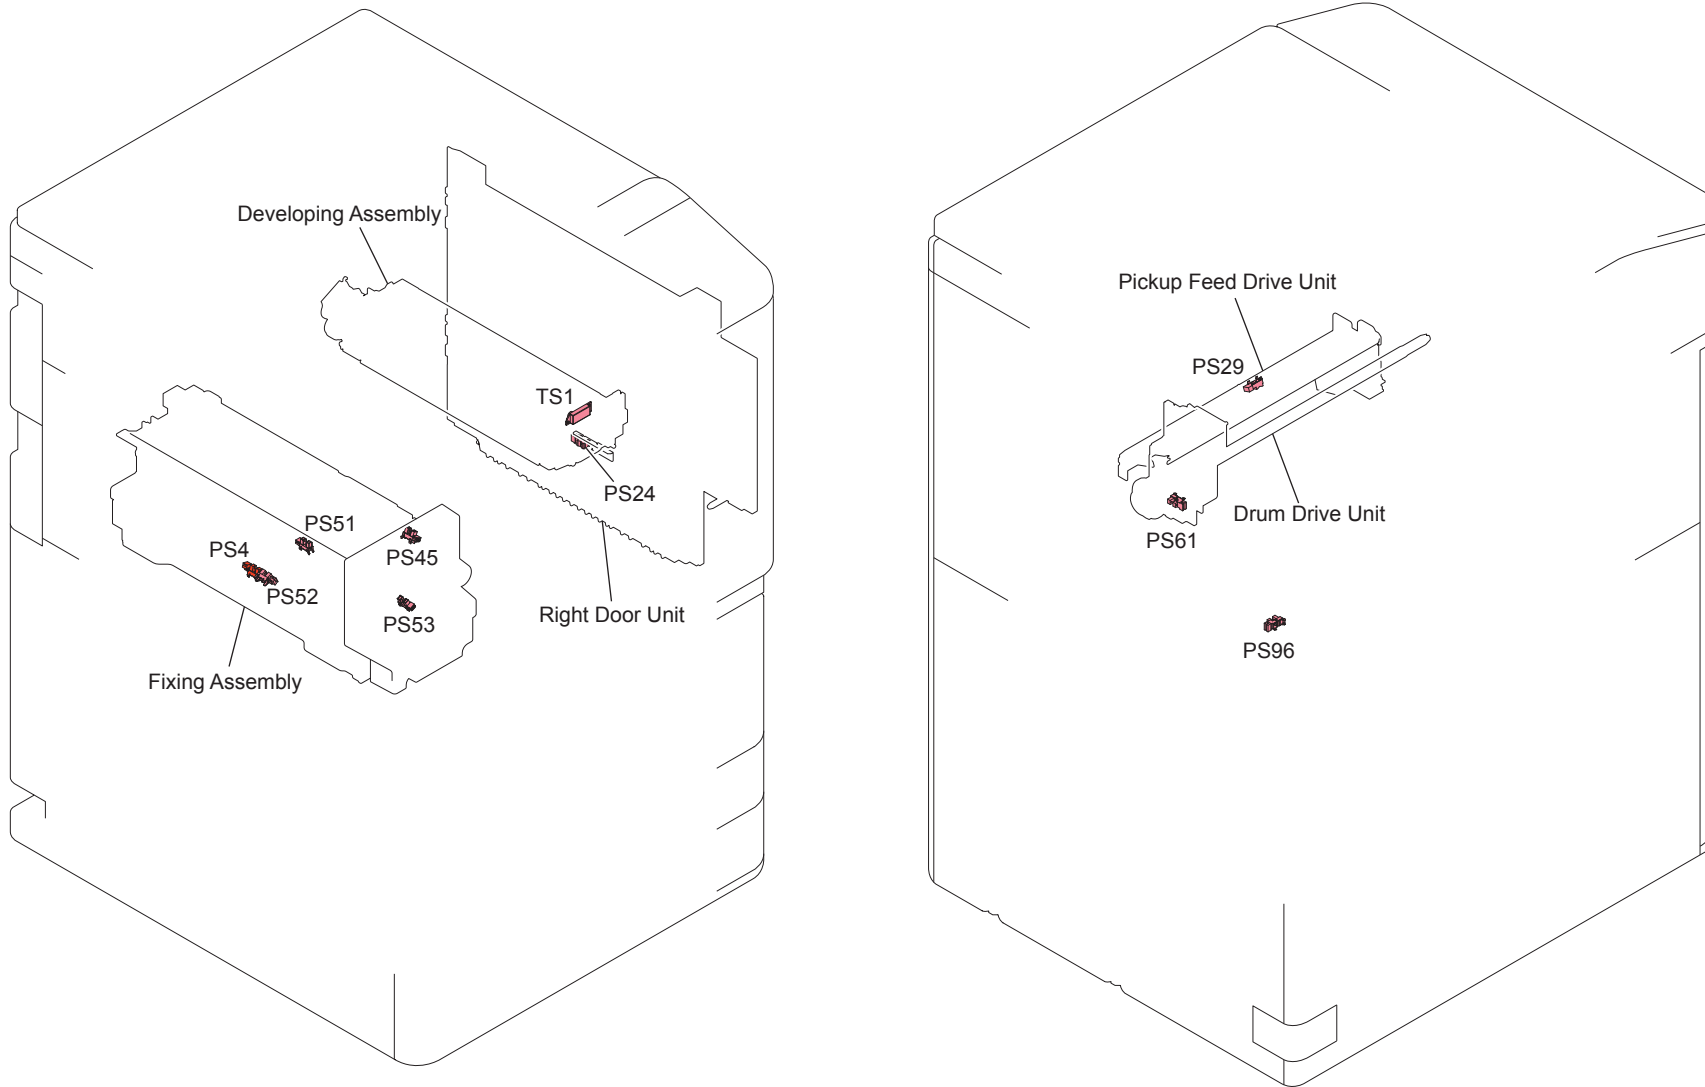 Developing Assembly
TS1
PS24
PS51
PS45
PS4
PS52
PS53
Right Door Unit
Fixing Assembly
Pickup Feed Drive Unit
PS29
Drum Drive Unit
PS61
PS96